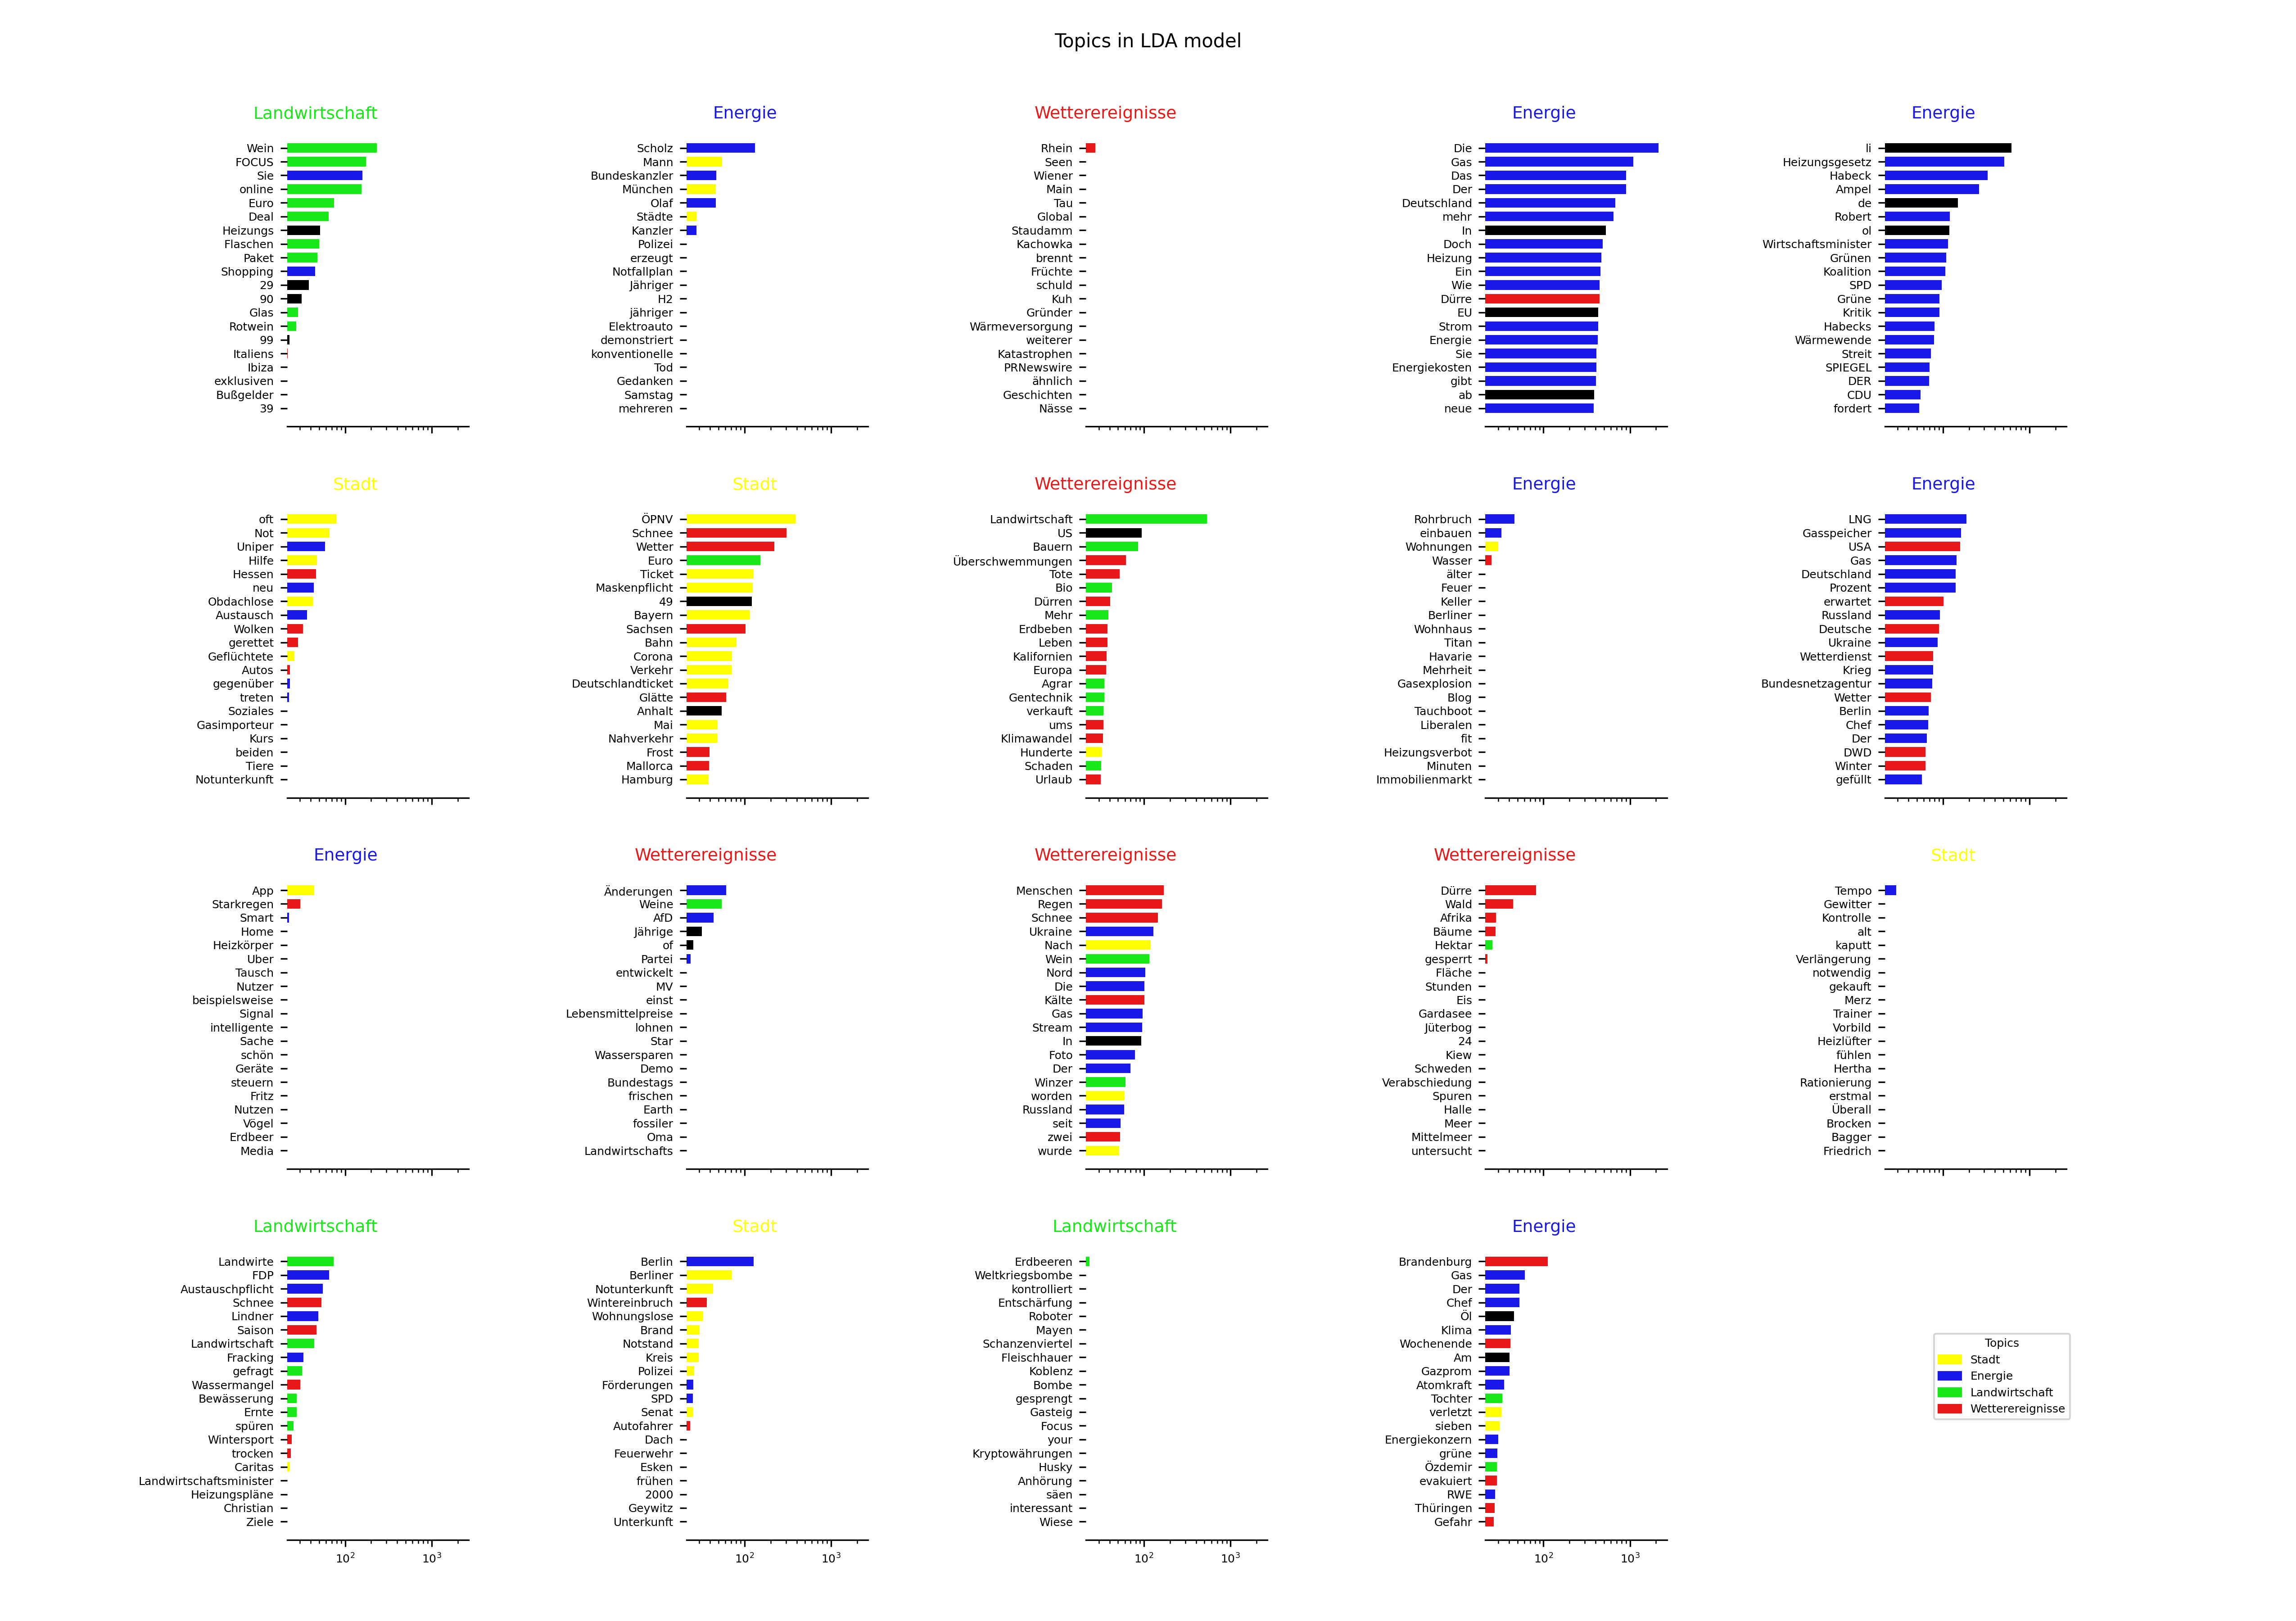 Topics in LDA model
Landwirtschaft
Wein
FOCUS
Sie
online
Euro
Deal
Heizungs
Flaschen
Paket
Shopping
29
90
Glas
Rotwein
99
Italiens
Ibiza
exklusiven
Bußgelder
39
Energie
Scholz
Mann
Bundeskanzler
München
Olaf
Städte
Kanzler
Polizei
erzeugt
Notfallplan
Jähriger
H2
jähriger
Elektroauto
demonstriert
konventionelle
Tod
Gedanken
Samstag
mehreren
Wetterereignisse
Rhein
Seen
Wiener
Main
Tau
Global
Staudamm
Kachowka
brennt
Früchte
schuld
Kuh
Gründer
Wärmeversorgung
weiterer
Katastrophen
PRNewswire
ähnlich
Geschichten
Nässe
Energie
Die
Gas
Das
Der
Deutschland
mehr
In
Doch
Heizung
Ein
Wie
Dürre
EU
Strom
Energie
Sie
Energiekosten
gibt
ab
neue
Energie
li
Heizungsgesetz
Habeck
Ampel
de
Robert
ol
Wirtschaftsminister
Grünen
Koalition
SPD
Grüne
Kritik
Habecks
Wärmewende
Streit
SPIEGEL
DER
CDU
fordert
Stadt
oft
Not
Uniper
Hilfe
Hessen
neu
Obdachlose
Austausch
Wolken
gerettet
Geflüchtete
Autos
gegenüber
treten
Soziales
Gasimporteur
Kurs
beiden
Tiere
Notunterkunft
Stadt
ÖPNV
Schnee
Wetter
Euro
Ticket
Maskenpflicht
49
Bayern
Sachsen
Bahn
Corona
Verkehr
Deutschlandticket
Glätte
Anhalt
Mai
Nahverkehr
Frost
Mallorca
Hamburg
Wetterereignisse
Landwirtschaft
US
Bauern
Überschwemmungen
Tote
Bio
Dürren
Mehr
Erdbeben
Leben
Kalifornien
Europa
Agrar
Gentechnik
verkauft
ums
Klimawandel
Hunderte
Schaden
Urlaub
Energie
Rohrbruch
einbauen
Wohnungen
Wasser
älter
Feuer
Keller
Berliner
Wohnhaus
Titan
Havarie
Mehrheit
Gasexplosion
Blog
Tauchboot
Liberalen
fit
Heizungsverbot
Minuten
Immobilienmarkt
Energie
LNG
Gasspeicher
USA
Gas
Deutschland
Prozent
erwartet
Russland
Deutsche
Ukraine
Wetterdienst
Krieg
Bundesnetzagentur
Wetter
Berlin
Chef
Der
DWD
Winter
gefüllt
Energie
App
Starkregen
Smart
Home
Heizkörper
Uber
Tausch
Nutzer
beispielsweise
Signal
intelligente
Sache
schön
Geräte
steuern
Fritz
Nutzen
Vögel
Erdbeer
Media
Wetterereignisse
Änderungen
Weine
AfD
Jährige
of
Partei
entwickelt
MV
einst
Lebensmittelpreise
lohnen
Star
Wassersparen
Demo
Bundestags
frischen
Earth
fossiler
Oma
Landwirtschafts
Wetterereignisse
Menschen
Regen
Schnee
Ukraine
Nach
Wein
Nord
Die
Kälte
Gas
Stream
In
Foto
Der
Winzer
worden
Russland
seit
zwei
wurde
Wetterereignisse
Dürre
Wald
Afrika
Bäume
Hektar
gesperrt
Fläche
Stunden
Eis
Gardasee
Jüterbog
24
Kiew
Schweden
Verabschiedung
Spuren
Halle
Meer
Mittelmeer
untersucht
Stadt
Tempo
Gewitter
Kontrolle
alt
kaputt
Verlängerung
notwendig
gekauft
Merz
Trainer
Vorbild
Heizlüfter
fühlen
Hertha
Rationierung
erstmal
Überall
Brocken
Bagger
Friedrich
Landwirtschaft
Landwirte
FDP
Austauschpflicht
Schnee
Lindner
Saison
Landwirtschaft
Fracking
gefragt
Wassermangel
Bewässerung
Ernte
spüren
Wintersport
trocken
Caritas
Landwirtschaftsminister
Heizungspläne
Christian
Ziele
10² 10³
Stadt
Berlin
Berliner
Notunterkunft
Wintereinbruch
Wohnungslose
Brand
Notstand
Kreis
Polizei
Förderungen
SPD
Senat
Autofahrer
Dach
Feuerwehr
Esken
frühen
2000
Geywitz
Unterkunft
10² 10³
Landwirtschaft
Erdbeeren
Weltkriegsbombe
kontrolliert
Entschärfung
Roboter
Mayen
Schanzenviertel
Fleischhauer
Koblenz
Bombe
gesprengt
Gasteig
Focus
your
Kryptowährungen
Husky
Anhörung
säen
interessant
Wiese
10² 10³
Energie
Brandenburg
Gas
Der
Chef
Öl
Klima
Wochenende
Am
Gazprom
Atomkraft
Tochter
verletzt
sieben
Energiekonzern
grüne
Özdemir
evakuiert
RWE
Thüringen
Gefahr
10² 10³
Topics
Stadt
Energie
Landwirtschaft
Wetterereignisse